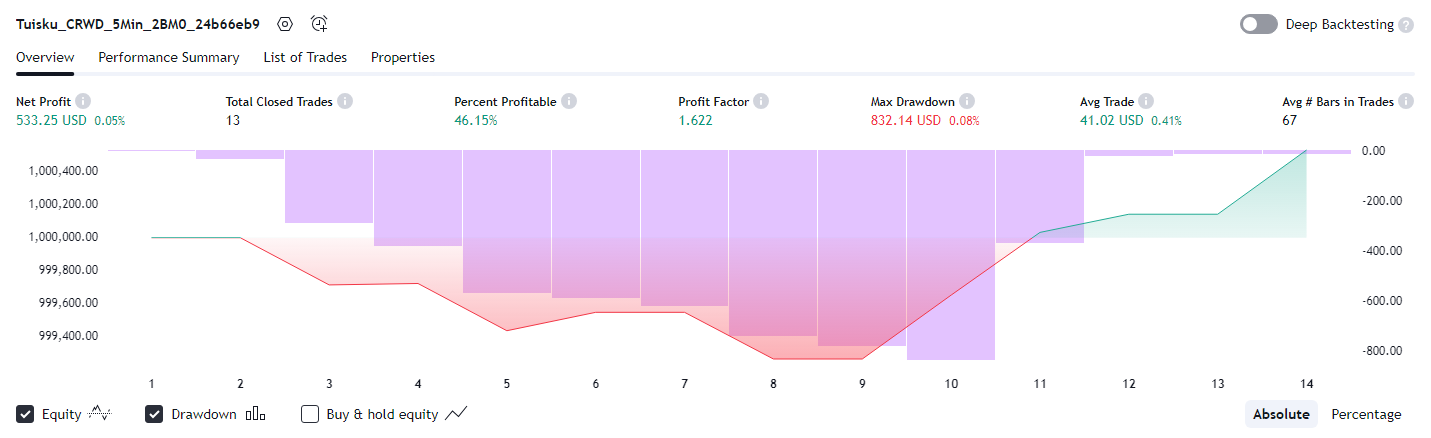 Tuisku_CRWD_5Min_2BM0_24b66eb9
Deep Backtesting ?
Overview Performance Summary List of Trades Properties
Net Profit i Total Closed Trades i Percent Profitable i Profit Factor i Max Drawdown i Avg Trade i Avg # Bars in Trades i
533.25 USD 0.05% 13 46.15% 1.622 832.14 USD 0.08% 41.02 USD 0.41% 67
0.00
1,000,400.00
-200.00
1,000,200.00
1,000,000.00
-400.00
999,800.00
999,600.00
-600.00
999,400.00
-800.00
1 2 3 4 5 6 7 8 9 10 11 12 13 14
Equity Drawdown Buy & hold equity Absolute Percentage